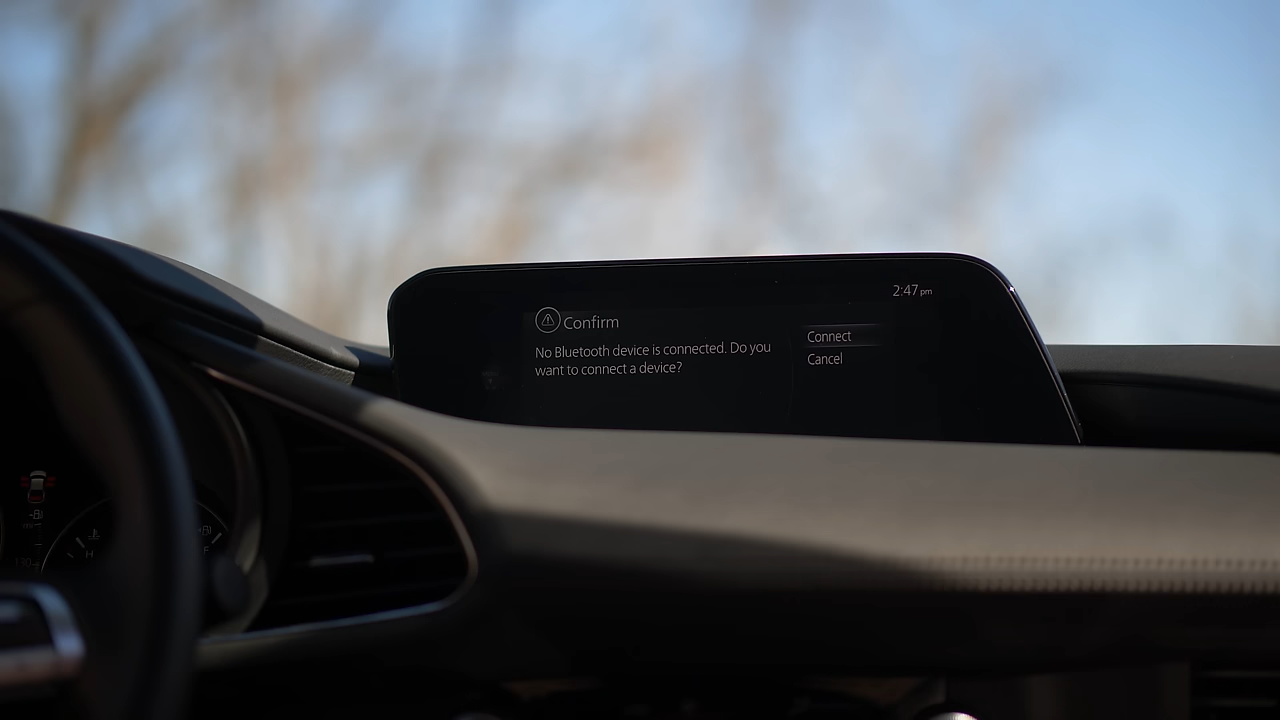 2:47 pm
Confirm
No Bluetooth device is connected. Do you
want to connect a device?
Connect
Cancel
H
F